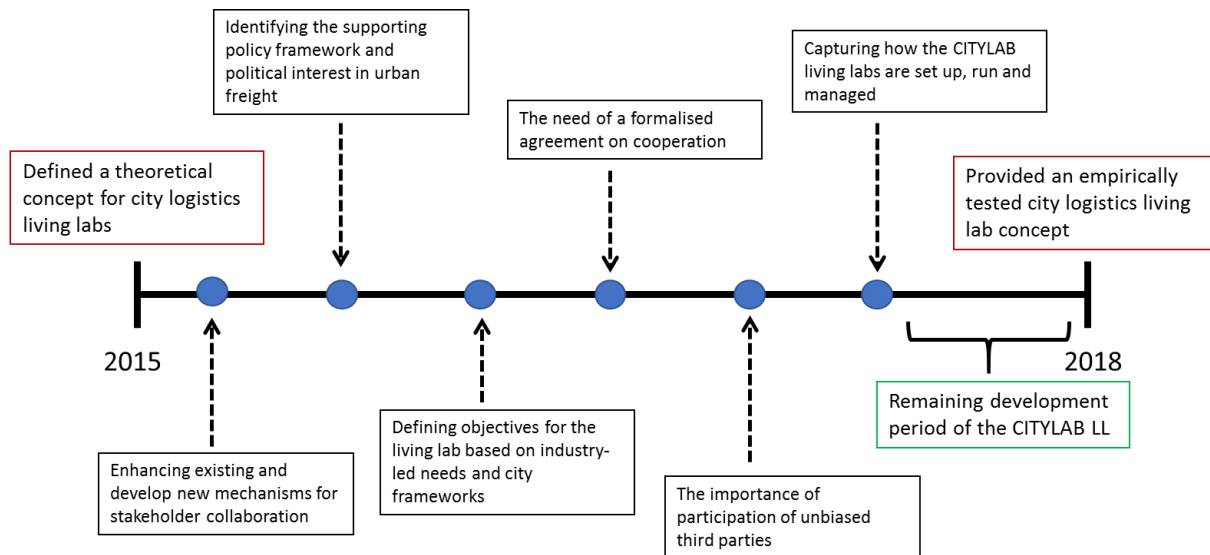 Identifying the supporting
policy framework and
political interest in urban
freight
Capturing how the CITYLAB
living labs are set up, run and
managed
The need of a formalised
agreement on cooperation
Defined a theoretical
concept for city logistics
living labs
Provided an empirically
tested city logistics living
lab concept
2015
2018
Remaining development
period of the CITYLAB LL
Defining objectives for the
living lab based on industry-
led needs and city
frameworks
Enhancing existing and
develop new mechanisms for
stakeholder collaboration
The importance of
participation of unbiased
third parties